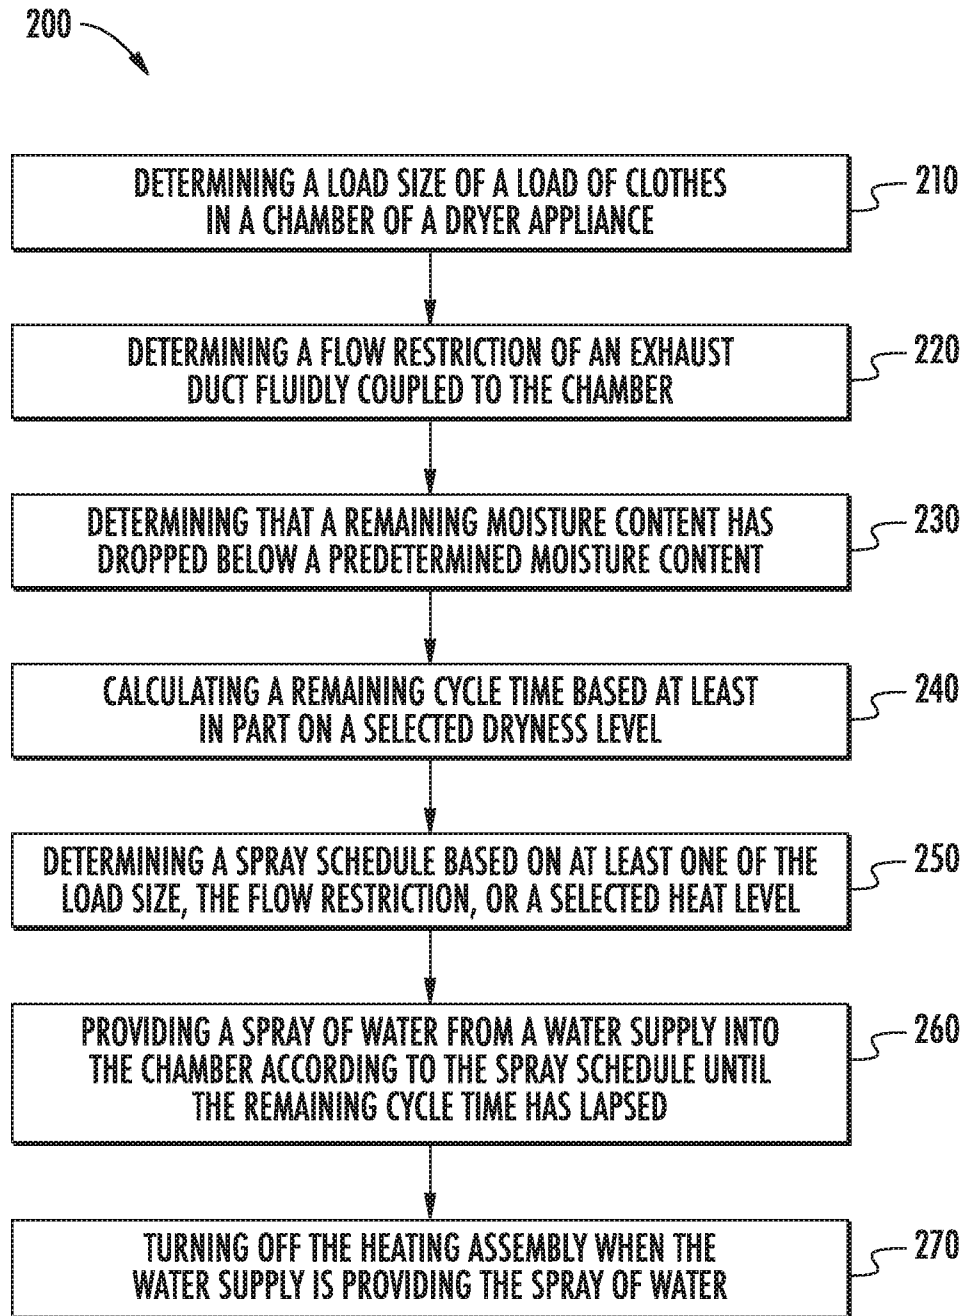 200
DETERMINING A LOAD SIZE OF A LOAD OF CLOTHES
IN A CHAMBER OF A DRYER APPLIANCE
210
DETERMINING A FLOW RESTRICTION OF AN EXHAUST
DUCT FLUIDLY COUPLED TO THE CHAMBER
220
DETERMINING THAT A REMAINING MOISTURE CONTENT HAS
DROPPED BELOW A PREDETERMINED MOISTURE CONTENT
230
CALCULATING A REMAINING CYCLE TIME BASED AT LEAST
IN PART ON A SELECTED DRYNESS LEVEL
240
DETERMINING A SPRAY SCHEDULE BASED ON AT LEAST ONE OF THE
LOAD SIZE, THE FLOW RESTRICTION, OR A SELECTED HEAT LEVEL
250
PROVIDING A SPRAY OF WATER FROM A WATER SUPPLY INTO
THE CHAMBER ACCORDING TO THE SPRAY SCHEDULE UNTIL
THE REMAINING CYCLE TIME HAS LAPSED
260
TURNING OFF THE HEATING ASSEMBLY WHEN THE
WATER SUPPLY IS PROVIDING THE SPRAY OF WATER
270